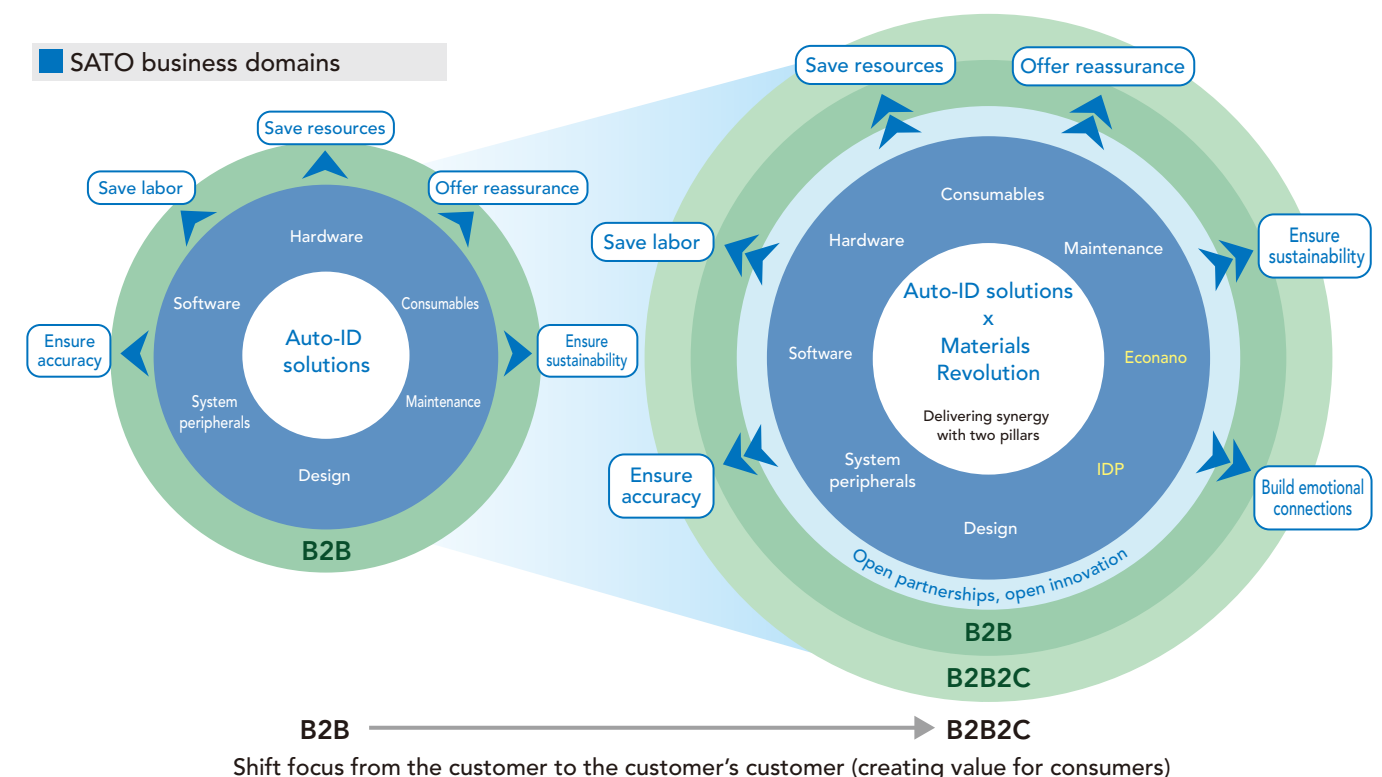 SATO business domains
Save resources
Save labor
Offer reassurance
Hardware
Software
Consumables
Ensure
accuracy
Auto-ID
solutions
Ensure
sustainability
System
peripherals
Maintenance
Design
B2B
Save resources
Offer reassurance
Consumables
Hardware
Maintenance
Save labor
Ensure
sustainability
Auto-ID solutions
x
Materials
Revolution
Software
Econano
Delivering synergy
with two pillars
System
peripherals
IDP
Ensure
accuracy
Build emotional
connections
Design
Open partnerships, open innovation
B2B
B2B2C
B2B
B2B2C
Shift focus from the customer to the customer's customer (creating value for consumers)